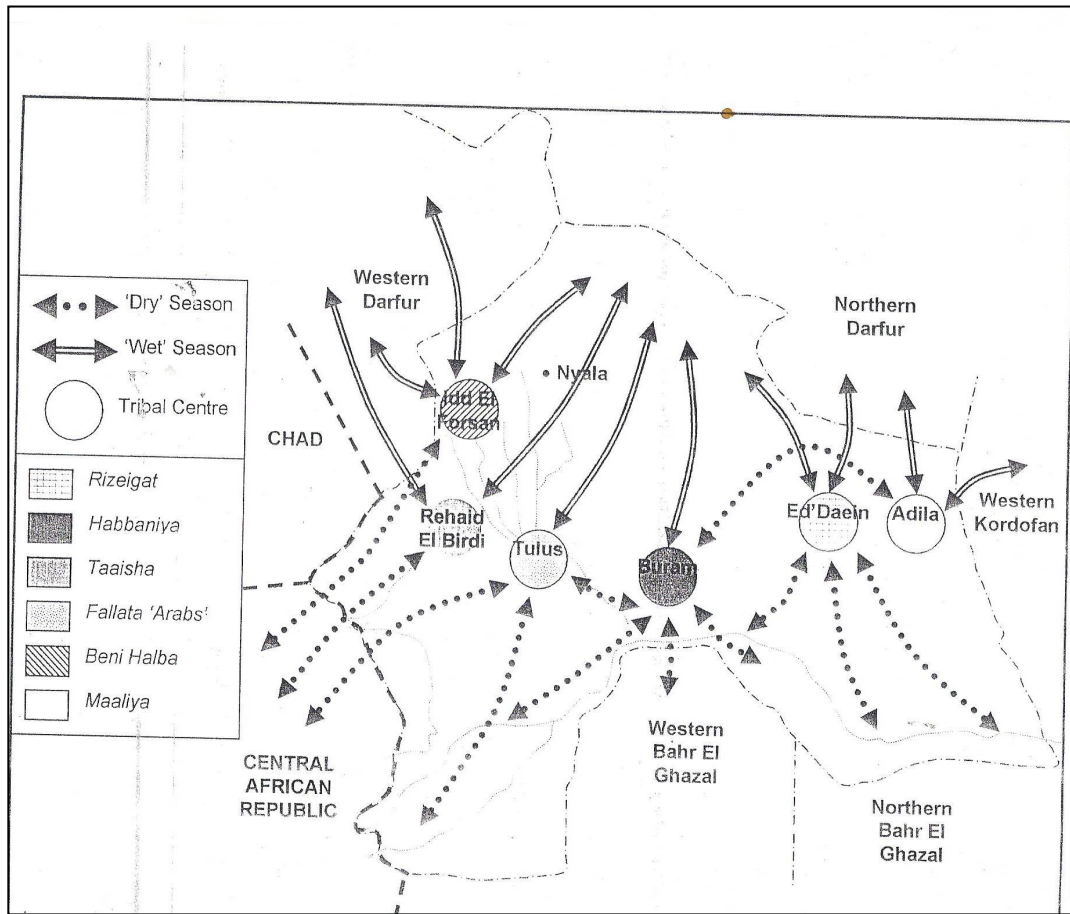 'Dry' Season
'Wet' Season
Tribal Centre
Rizeigat
Habbaniya
Taaisha
Fallata 'Arabs'
Beni Halba
Maaliya
Western
Darfur
Northern
Darfur
Nyala
Idd El
Forsan
CHAD
Rehaid
El Birdi
Tulus
Buram
Ed'Daein
Adila
Western
Kordofan
CENTRAL
AFRICAN
REPUBLIC
Western
Bahr El
Ghazal
Northern
Bahr El
Ghazal